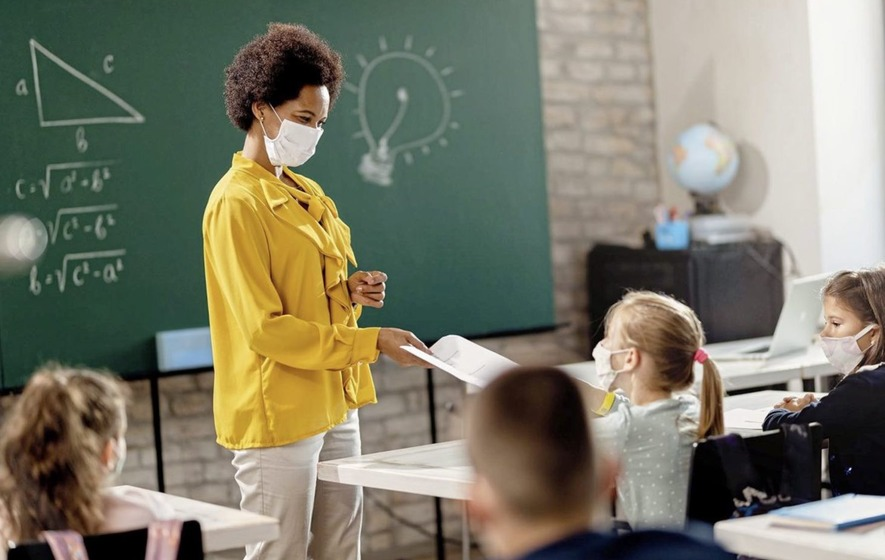 a c
b
c = √a² + b²
a = √c² - b²
b = √c² - a²